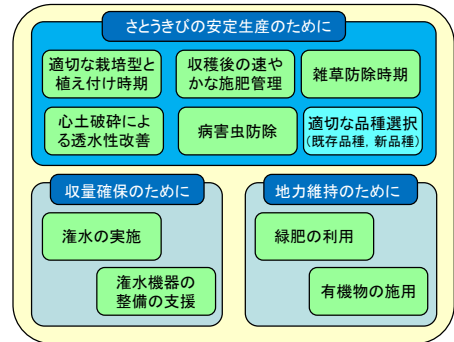 さとうきびの安定生産のために
適切な栽培型と
植え付け時期
収穫後の速や
かな施肥管理
雑草防除時期
心土破砕によ
る透水性改善
病害虫防除
適切な品種選択
(既存品種，新品種)
収量確保のために
灌水の実施
灌水機器の
整備の支援
地力維持のために
緑肥の利用
有機物の施用